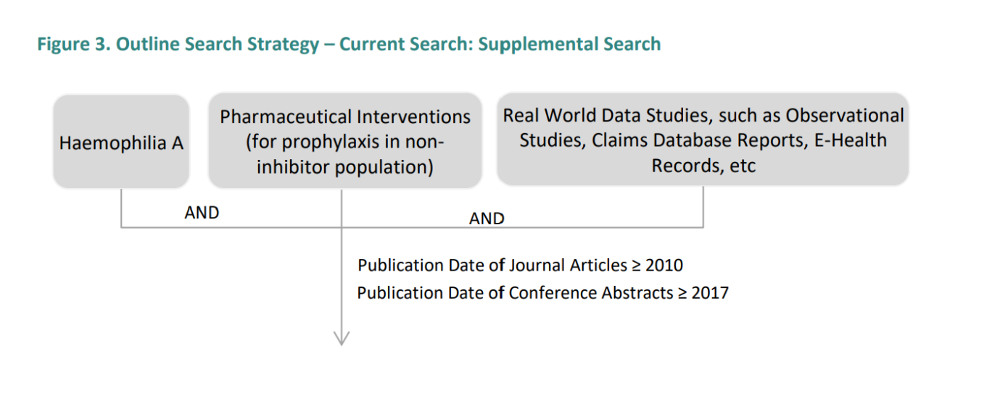 Figure 3. Outline Search Strategy – Current Search: Supplemental Search
Haemophilia A
Pharmaceutical Interventions
(for prophylaxis in non-
inhibitor population)
Real World Data Studies, such as Observational
Studies, Claims Database Reports, E-Health
Records, etc
AND
AND
Publication Date of Journal Articles ≥ 2010
Publication Date of Conference Abstracts ≥ 2017